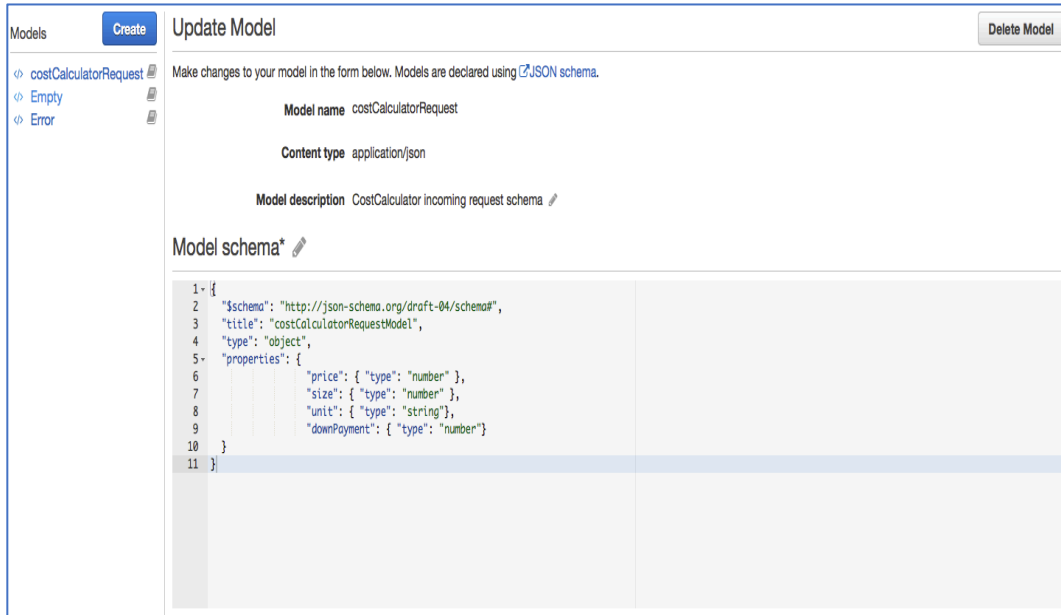 Models
Create
costCalculatorRequest
Empty
Error
Update Model
Delete Model
Make changes to your model in the form below. Models are declared using JSON schema.
Model name costCalculatorRequest
Content type application/json
Model description CostCalculator incoming request schema
Model schema*
1 {
2 "$schema": "http://json-schema.org/draft-04/schema#",
3 "title": "costCalculatorRequestModel",
4 "type": "object",
5 "properties": {
6 "price": { "type": "number" },
7 "size": { "type": "number" },
8 "unit": { "type": "string"},
9 "downPayment": { "type": "number"}
10 }
11 }